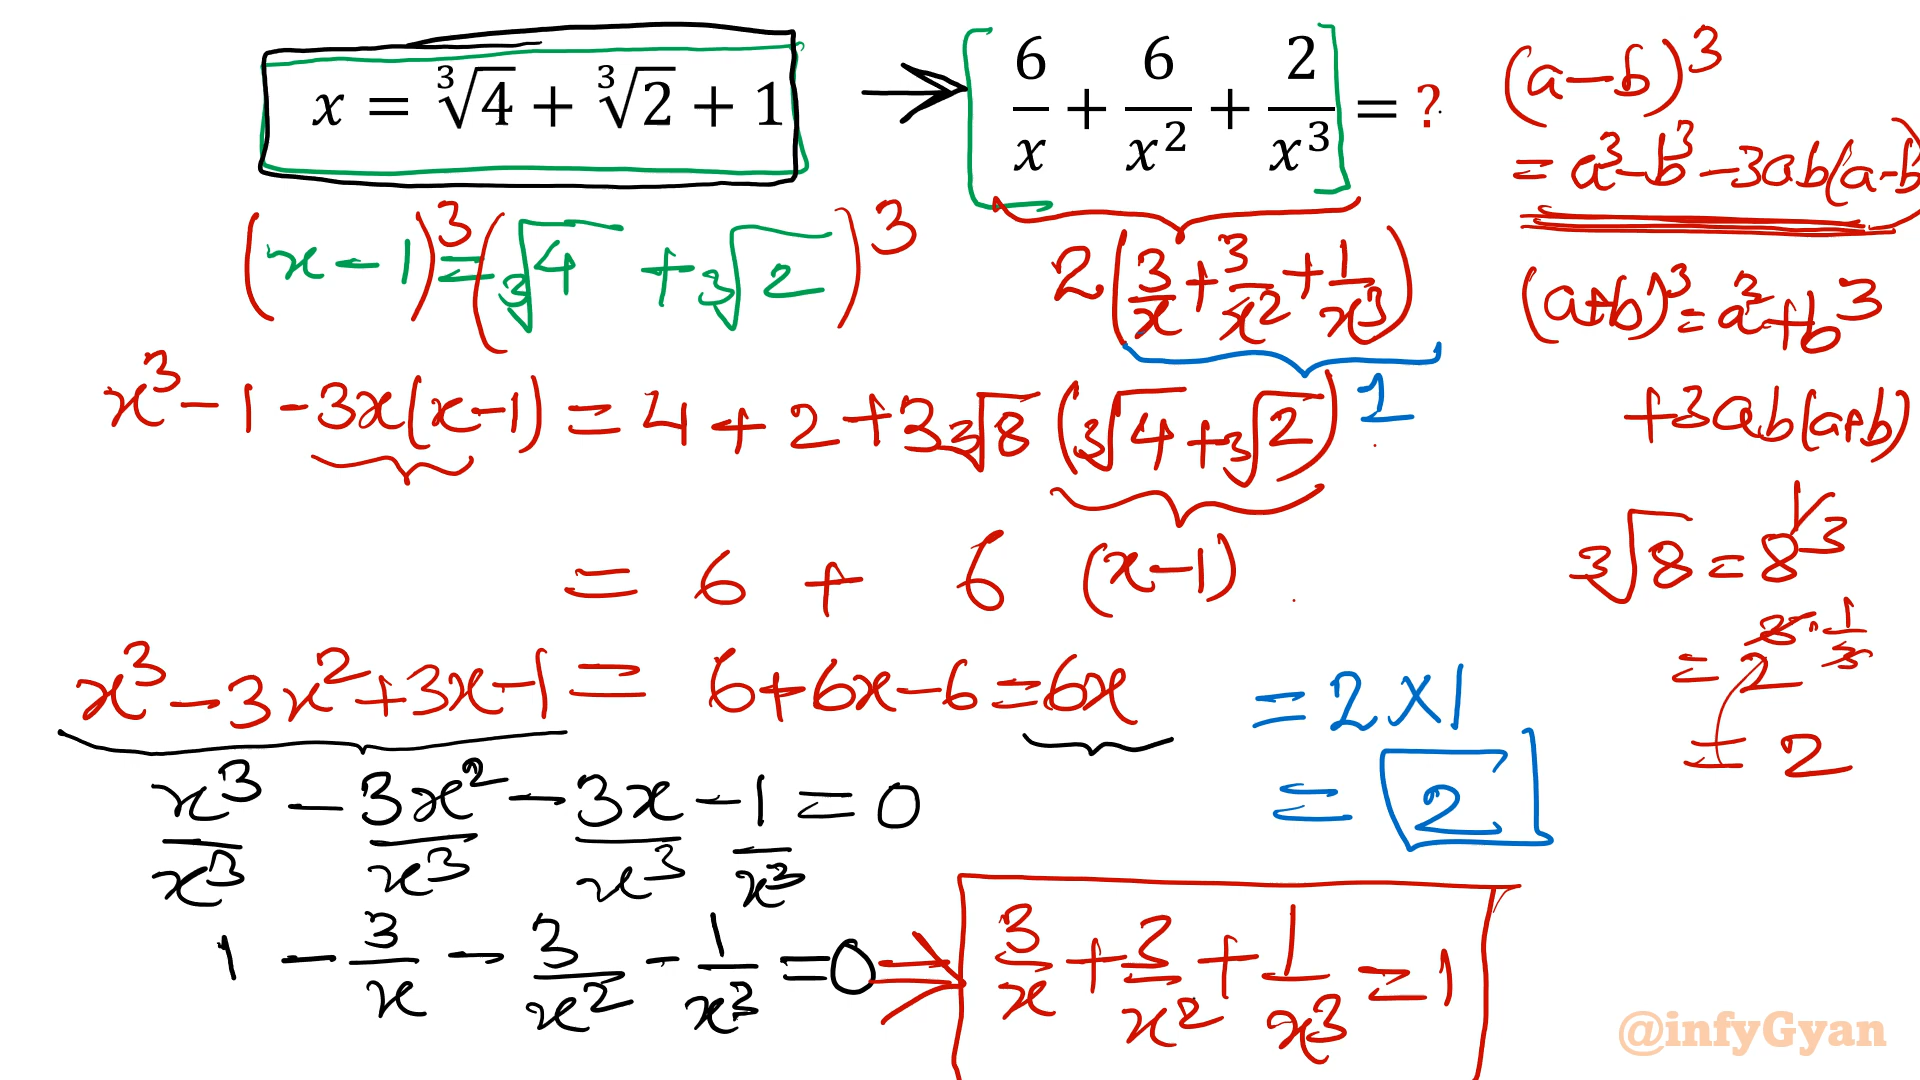 x = ∛4 + ∛2 + 1 → 6/x + 6/x² + 2/x³ = ?
(x − 1)³ = (∛4 + ∛2)³
2(3/x + 3/x² + 1/x³)
1
x³ − 1 − 3x(x − 1) = 4 + 2 + 3∛8 (∛4 + ∛2)
= 6 + 6 (x − 1)
x³ − 3x² + 3x − 1 = 6 + 6x − 6 = 6x
x³/x³ − 3x²/x³ − 3x/x³ − 1/x³ = 0
1 − 3/x − 3/x² − 1/x³ = 0 ⇒ 3/x + 3/x² + 1/x³ = 1
= 2 × 1
= 2
(a − b)³
= a³ − b³ − 3ab(a − b)
(a + b)³ = a³ + b³
+ 3ab(a + b)
∛8 = 8^1/3
= 2^3·1/3
= 2
@infyGyan